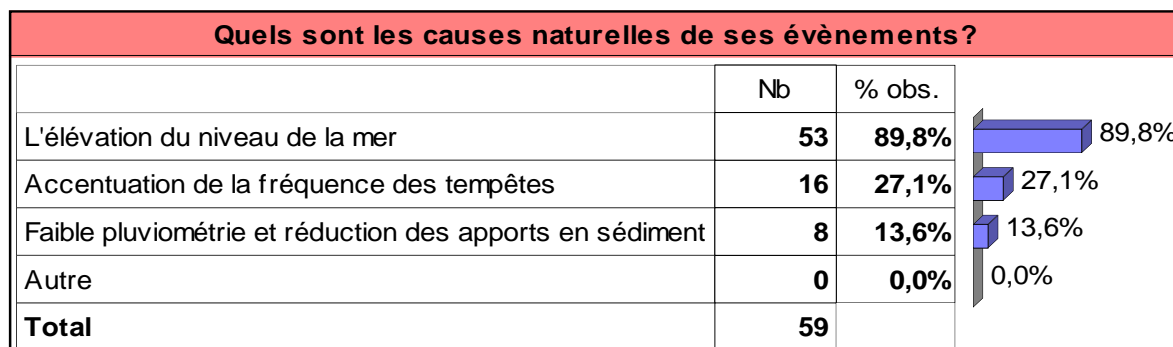 Quels sont les causes naturelles de ses évènements?
Nb % obs.
L'élévation du niveau de la mer 53 89,8% 89,8%
Accentuation de la fréquence des tempêtes 16 27,1% 27,1%
Faible pluviométrie et réduction des apports en sédiment 8 13,6% 13,6%
Autre 0 0,0% 0,0%
Total 59